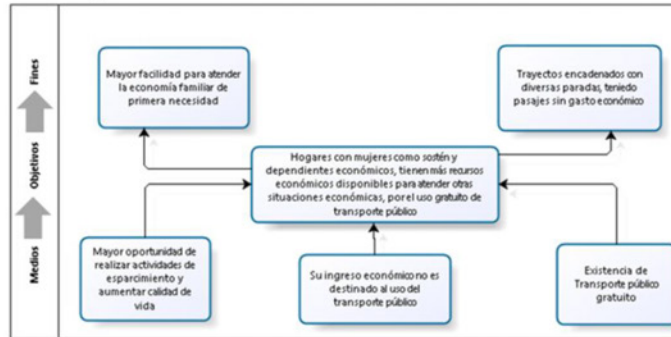 Fines
Objetivos
Medios
Mayor facilidad para atender
la economía familiar de
primera necesidad
Trayectos encadenados con
diversas paradas, teniedo
pasajes sin gasto económico
Hogares con mujeres como sostén y
dependientes económicos, tienen más recursos
económicos disponibles para atender otras
situaciones económicas, por el uso gratuito de
transporte público
Mayor oportunidad de
realizar actividades de
esparcimiento y
aumentar calidad de
vida
Su ingreso económico no es
destinado al uso del
transporte público
Existencia de
Transporte público
gratuito